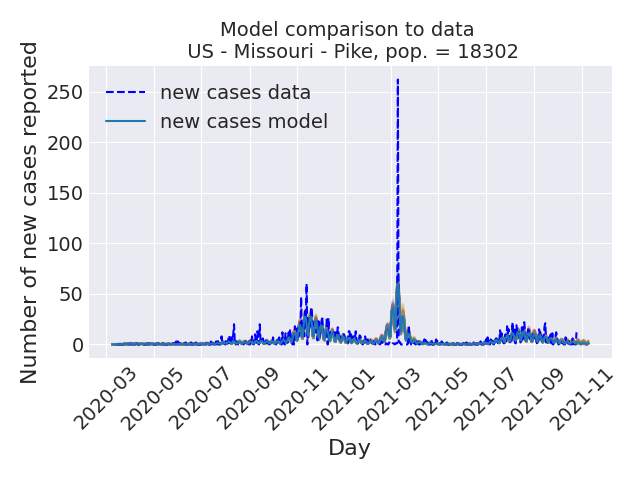 Model comparison to data
US - Missouri - Pike, pop. = 18302
new cases data
new cases model
Number of new cases reported
250
200
150
100
50
0
2020-03
2020-05
2020-07
2020-09
2020-11
2021-01
2021-03
2021-05
2021-07
2021-09
2021-11
Day